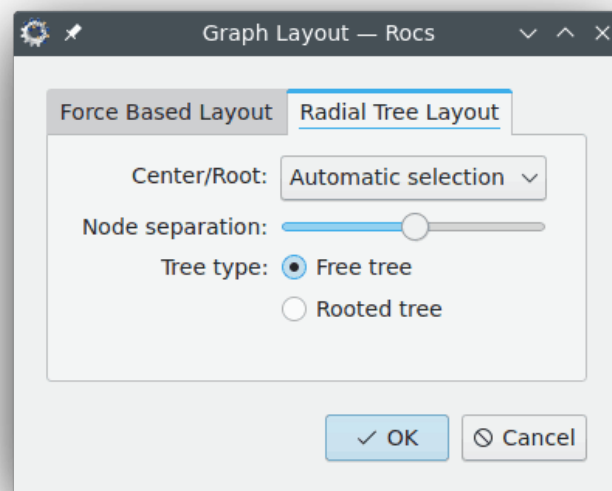 Graph Layout — Rocs
Force Based Layout Radial Tree Layout
Center/Root: Automatic selection
Node separation:
Tree type: Free tree
Rooted tree
OK Cancel